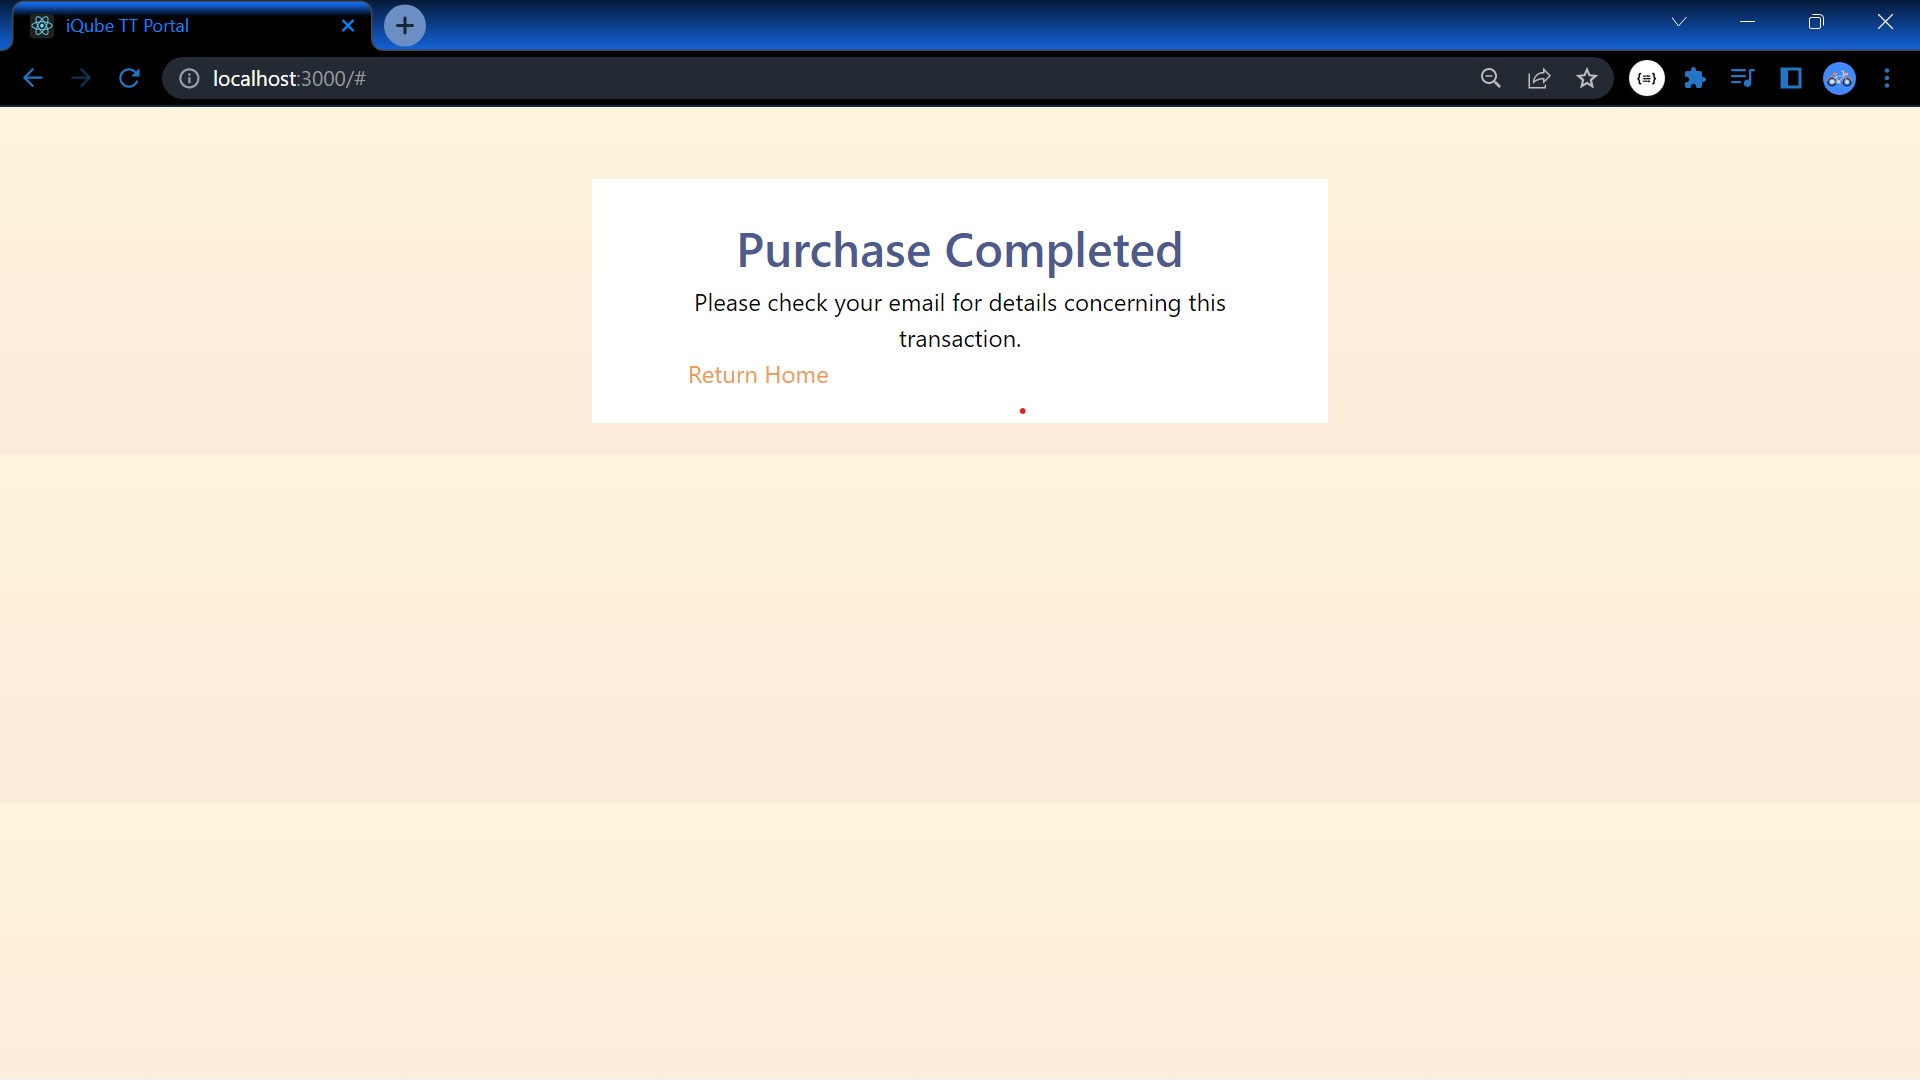 iQube TT Portal
localhost:3000/#
{≡}
Purchase Completed
Please check your email for details concerning this
transaction.
Return Home